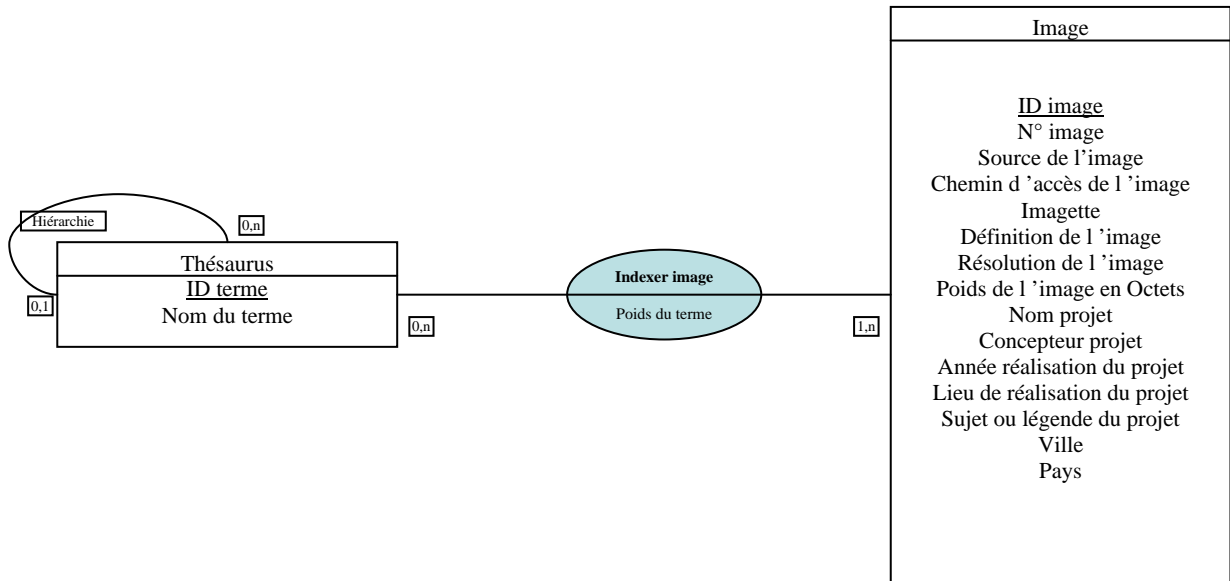 Image
ID image
N° image
Source de l'image
Chemin d 'accès de l 'image
Imagette
Définition de l 'image
Résolution de l 'image
Poids de l 'image en Octets
Nom projet
Concepteur projet
Année réalisation du projet
Lieu de réalisation du projet
Sujet ou légende du projet
Ville
Pays
Hiérarchie
0,n
Thésaurus
ID terme
Nom du terme
0,1
0,n
Indexer image
Poids du terme
1,n